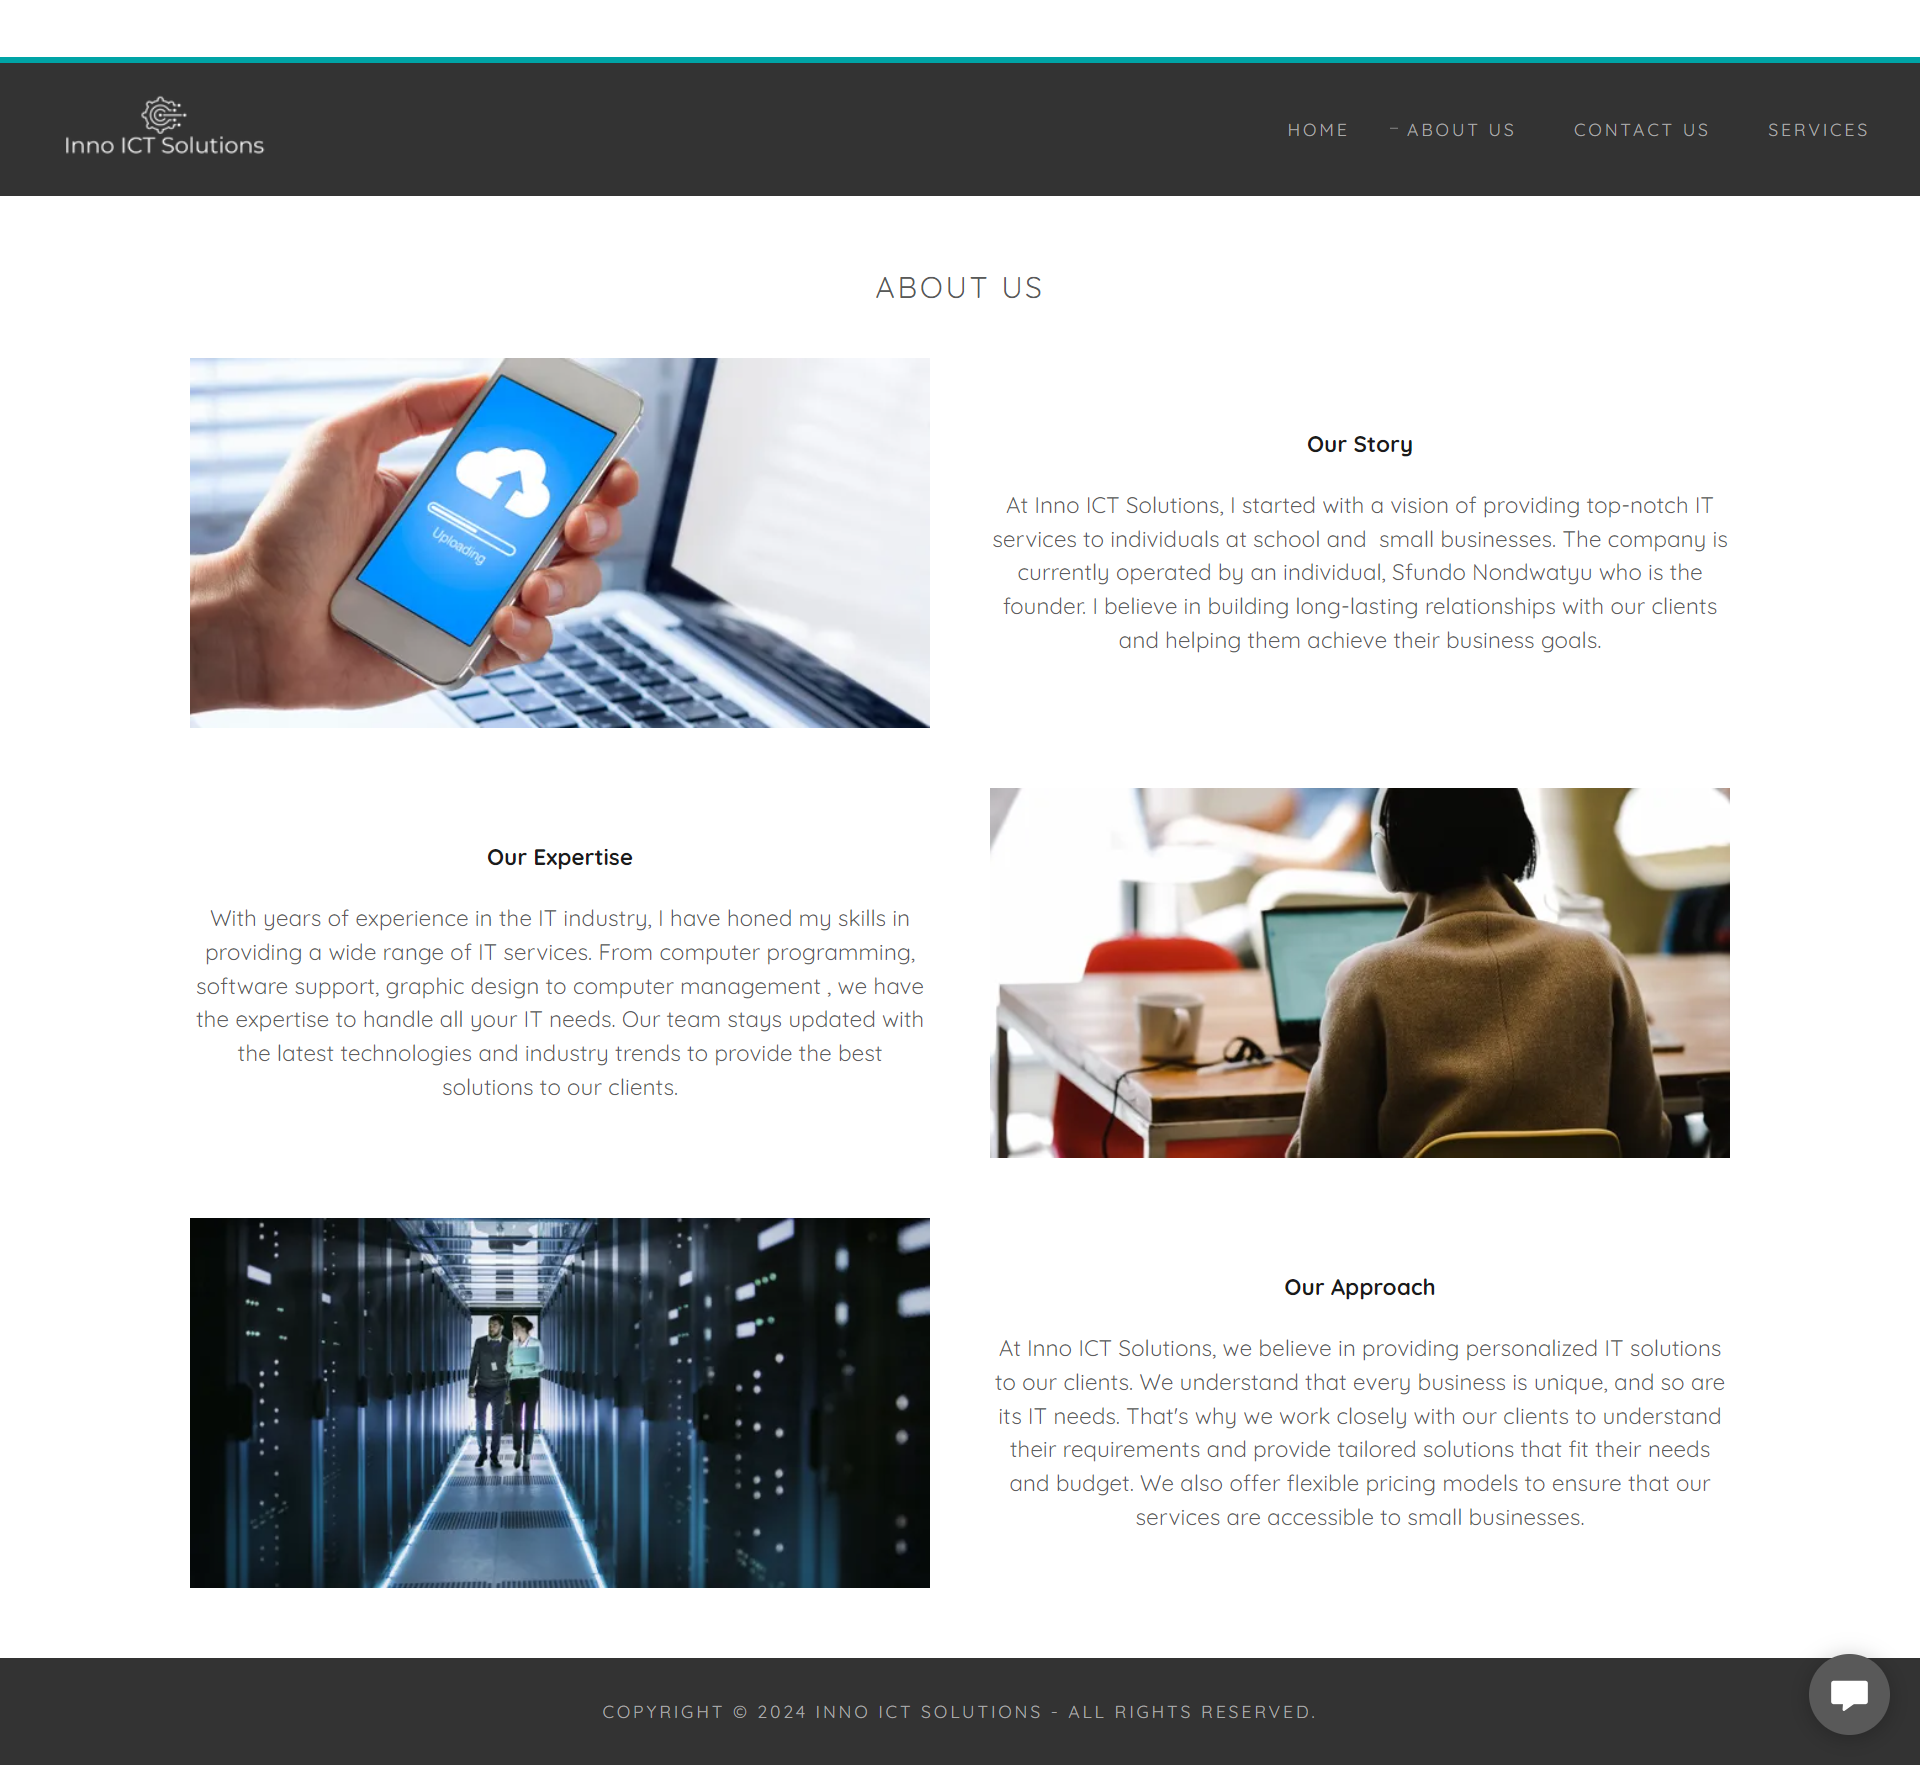 Inno ICT Solutions
HOME
ABOUT US
CONTACT US
SERVICES
ABOUT US
Uploading
Our Story
At Inno ICT Solutions, I started with a vision of providing top-notch IT
services to individuals at school and  small businesses. The company is
currently operated by an individual, Sfundo Nondwatyu who is the
founder. I believe in building long-lasting relationships with our clients
and helping them achieve their business goals.
Our Expertise
With years of experience in the IT industry, I have honed my skills in
providing a wide range of IT services. From computer programming,
software support, graphic design to computer management , we have
the expertise to handle all your IT needs. Our team stays updated with
the latest technologies and industry trends to provide the best
solutions to our clients.
Our Approach
At Inno ICT Solutions, we believe in providing personalized IT solutions
to our clients. We understand that every business is unique, and so are
its IT needs. That's why we work closely with our clients to understand
their requirements and provide tailored solutions that fit their needs
and budget. We also offer flexible pricing models to ensure that our
services are accessible to small businesses.
COPYRIGHT © 2024 INNO ICT SOLUTIONS - ALL RIGHTS RESERVED.